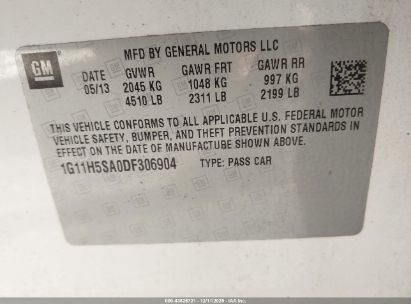 GM
MFD BY GENERAL MOTORS LLC
DATE GVWR GAWR FRT GAWR RR
05/13 2045 KG 1048 KG 997 KG
4510 LB 2311 LB 2199 LB
THIS VEHICLE CONFORMS TO ALL APPLICABLE U.S. FEDERAL MOTOR
VEHICLE SAFETY, BUMPER, AND THEFT PREVENTION STANDARDS IN
EFFECT ON THE DATE OF MANUFACTURE SHOWN ABOVE.
1G11H5SA0DF306904 TYPE: PASS CAR